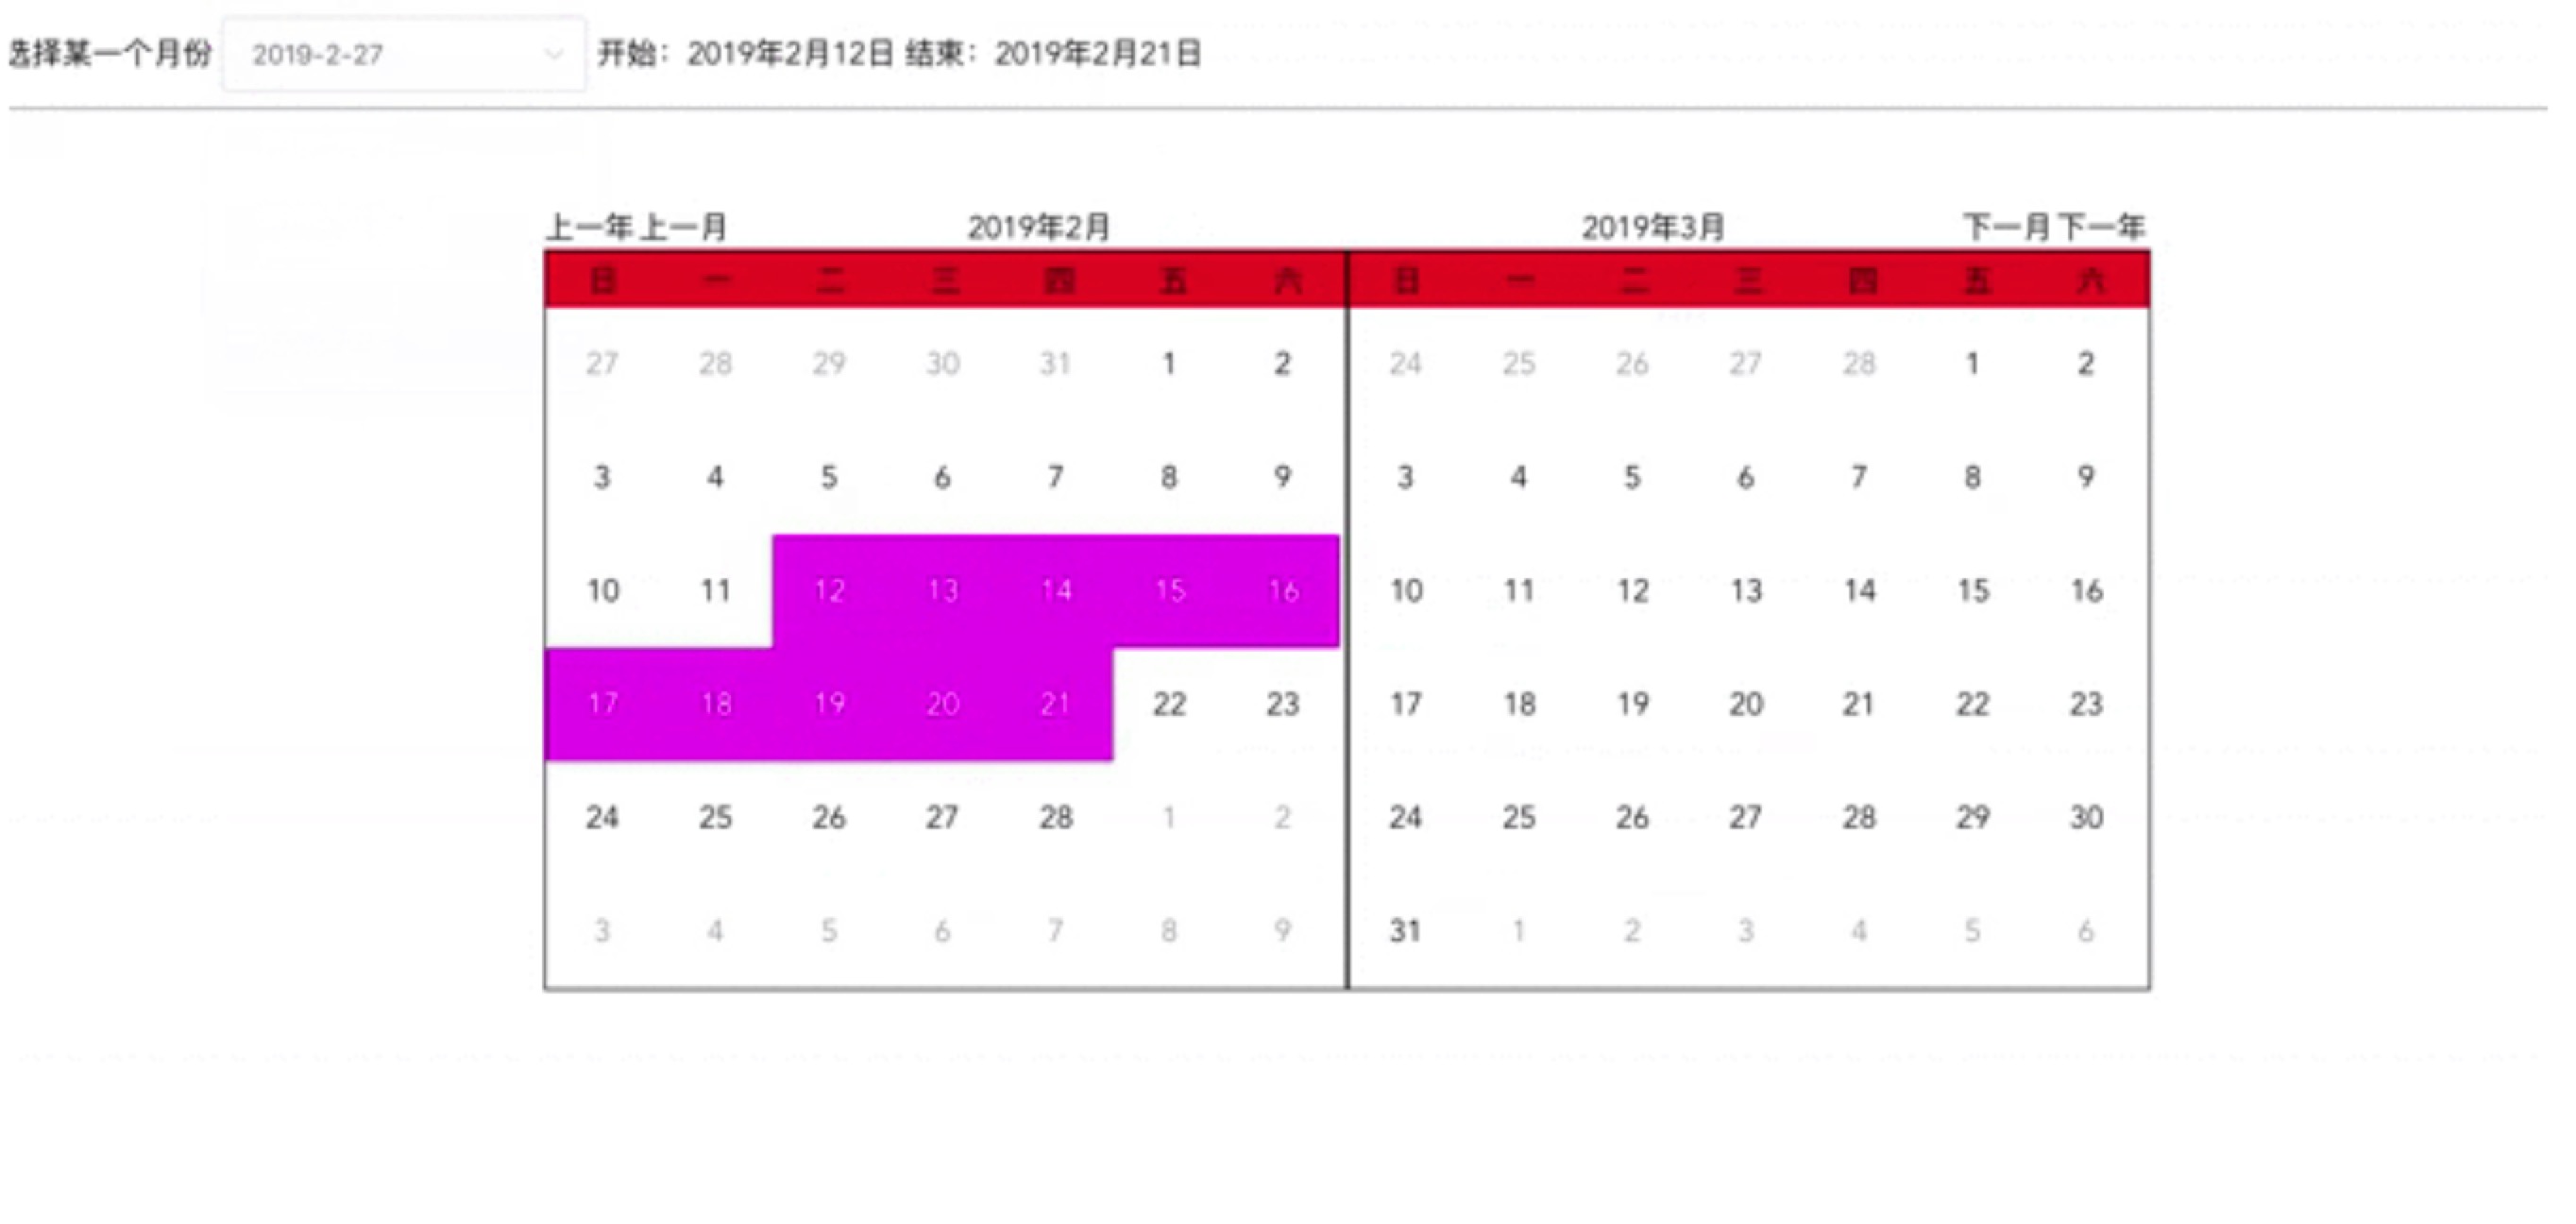 选择某一个月份 2019-2-27 开始：2019年2月12日 结束：2019年2月21日
上一年 上一月 2019年2月 2019年3月 下一月 下一年
日 一 二 三 四 五 六 日 一 二 三 四 五 六
27 28 29 30 31 1 2 24 25 26 27 28 1 2
3 4 5 6 7 8 9 3 4 5 6 7 8 9
10 11 12 13 14 15 16 10 11 12 13 14 15 16
17 18 19 20 21 22 23 17 18 19 20 21 22 23
24 25 26 27 28 1 2 24 25 26 27 28 29 30
3 4 5 6 7 8 9 31 1 2 3 4 5 6